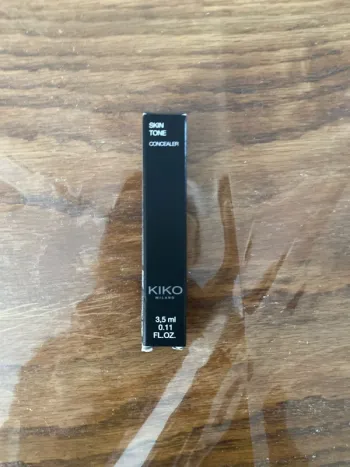 SKIN
TONE
CONCEALER
KIKO
MILANO
3,5 ml
0.11
FL.OZ.